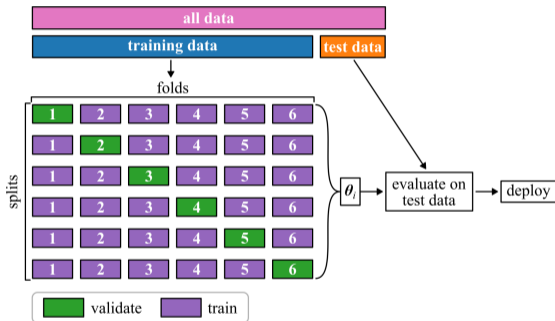 all data
training data test data
folds
1 2 3 4 5 6
1 2 3 4 5 6
1 2 3 4 5 6
1 2 3 4 5 6
1 2 3 4 5 6
1 2 3 4 5 6
splits
θi
evaluate on
test data
deploy
validate train